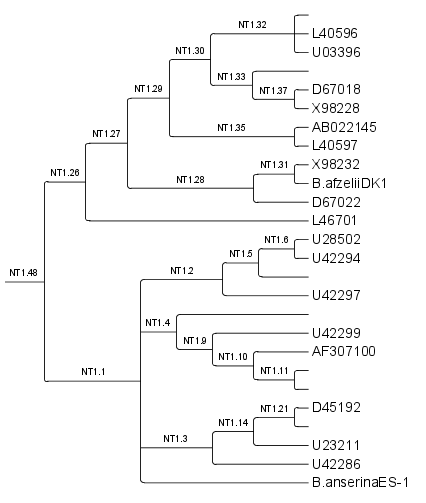 NT1.32
L40596
NT1.30
U03396
NT1.33
NT1.29
NT1.37
D67018
X98228
AB022145
NT1.35
NT1.27
L40597
X98232
NT1.31
NT1.26
NT1.28
B.afzeliiDK1
D67022
L46701
U28502
NT1.6
NT1.5
U42294
NT1.48
NT1.2
U42297
NT1.4
U42299
NT1.9
AF307100
NT1.10
NT1.1
NT1.11
D45192
NT1.21
NT1.14
NT1.3
U23211
U42286
B.anserinaES-1